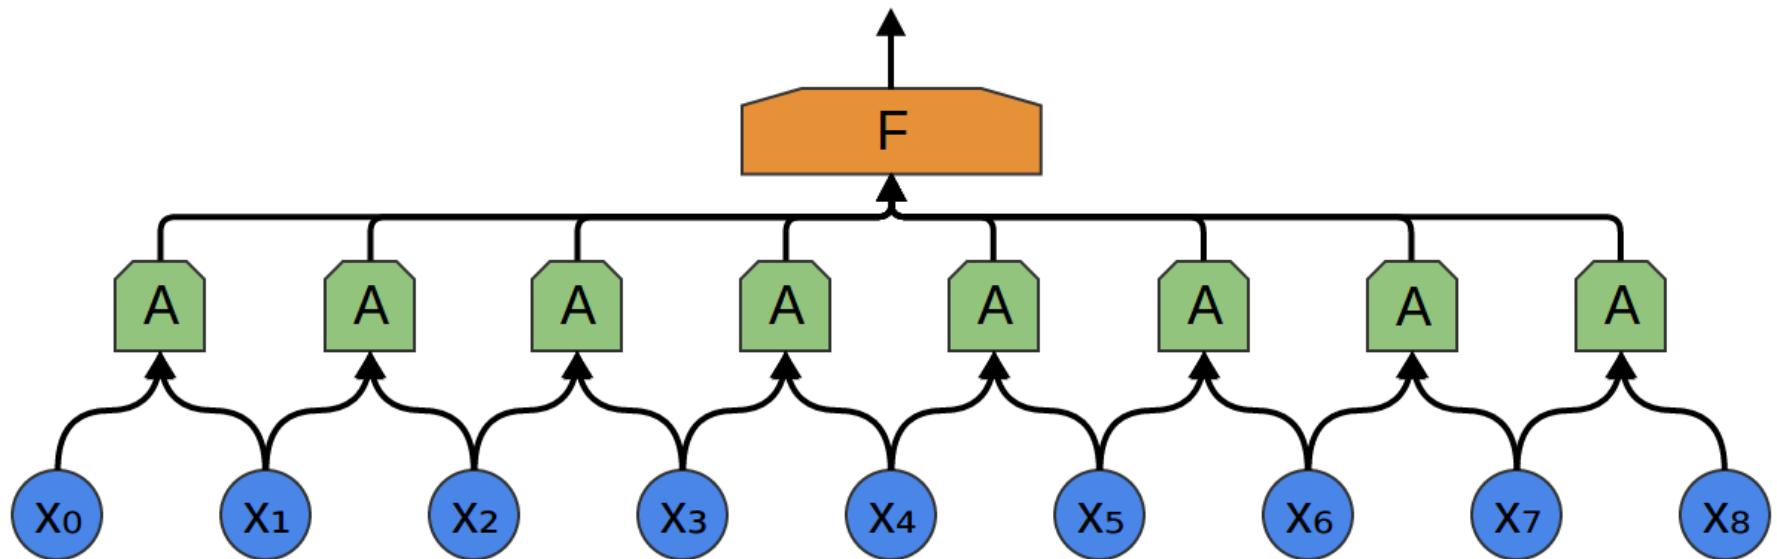 F
A A A A A A A A
x₀ x₁ x₂ x₃ x₄ x₅ x₆ x₇ x₈